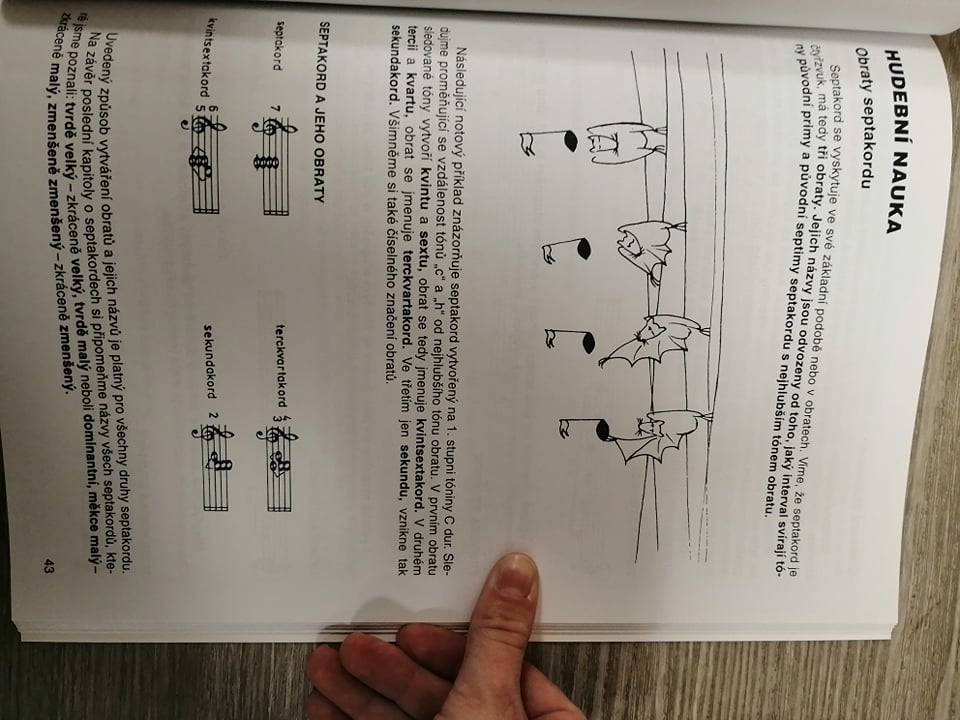 HUDEBNÍ NAUKA
Obraty septakordu
Septakord se vyskytuje ve své základní podobě nebo v obratech. Víme, že septakord je
čtyřzvuk, má tedy tři obraty. Jejich názvy jsou odvozeny od toho, jaký interval svírají tó-
ny původní primy a původní septimy septakordu s nejhlubším tónem obratu.
Následující notový příklad znázorňuje septakord vytvořený na 1. stupni tóniny C dur. Sle-
dujme proměňující se vzdálenost tónů „c“ a „h“ od nejhlubšího tónu obratu. V prvním obratu
sledované tóny vytvoří kvintu a sextu, obrat se tedy jmenuje kvintsextakord. V druhém
tercii a kvartu, obrat se jmenuje terckvartakord. Ve třetím jen sekundu, vznikne tak
sekundakord. Všimněme si také číselného značení obratů.
SEPTAKORD A JEHO OBRATY
septakord 7
terckvartakord 4 3
kvintsextakord 6 5
sekundakord 2
Uvedený způsob vytváření obratů a jejich názvů je platný pro všechny druhy septakordu.
Na závěr poslední kapitoly o septakordech si připomeňme názvy všech septakordů, kte-
ré jsme poznali: tvrdě velký – zkráceně velký, tvrdě malý neboli dominantní, měkce malý –
zkráceně malý, zmenšeně zmenšený – zkráceně zmenšený.
43